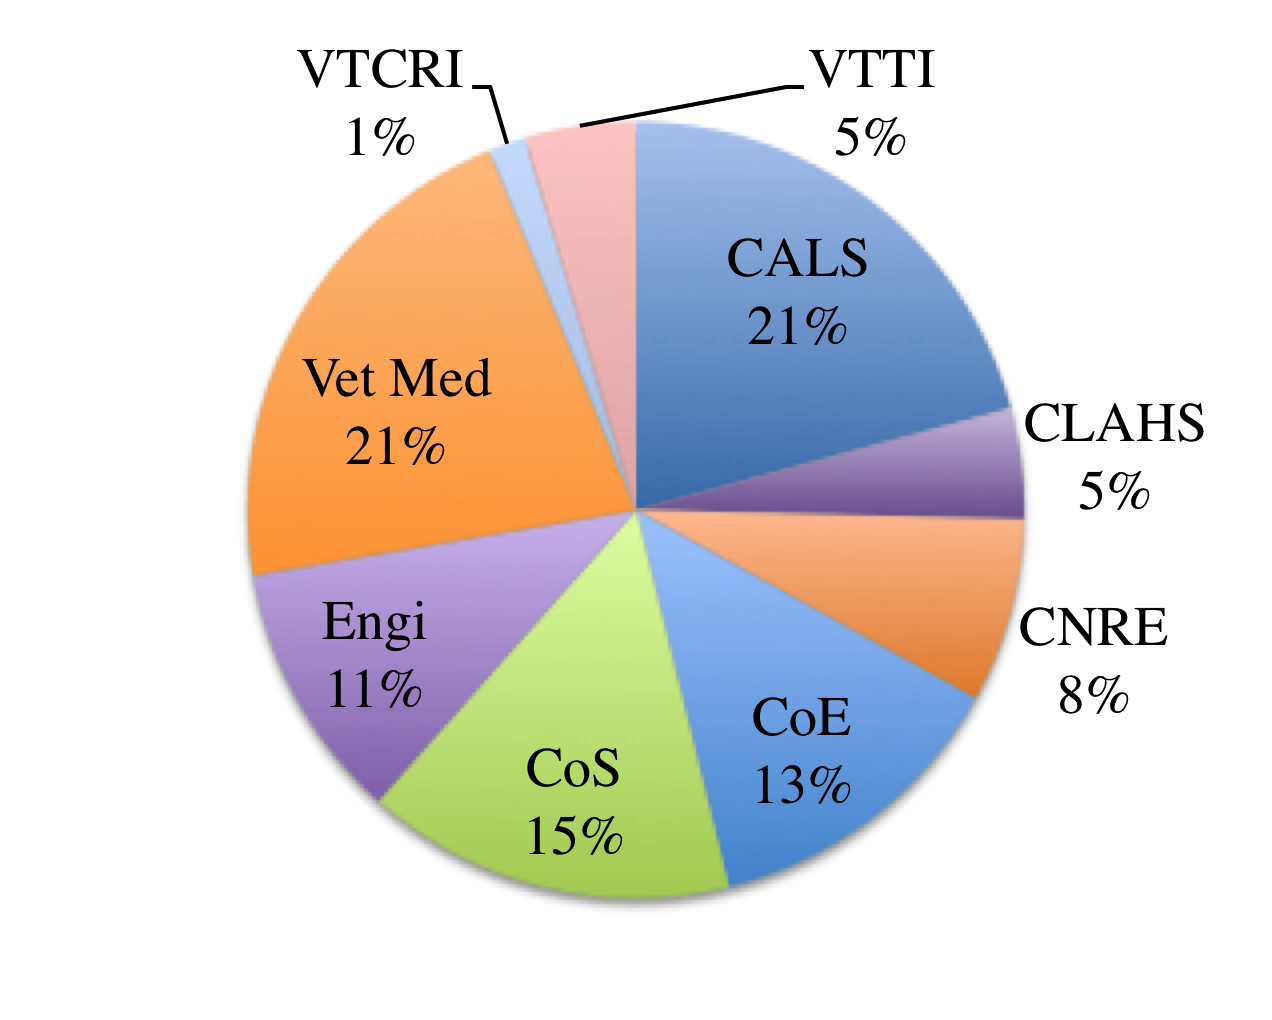 VTCRI
1%
VTTI
5%
CALS
21%
CLAHS
5%
CNRE
8%
CoE
13%
CoS
15%
Engi
11%
Vet Med
21%